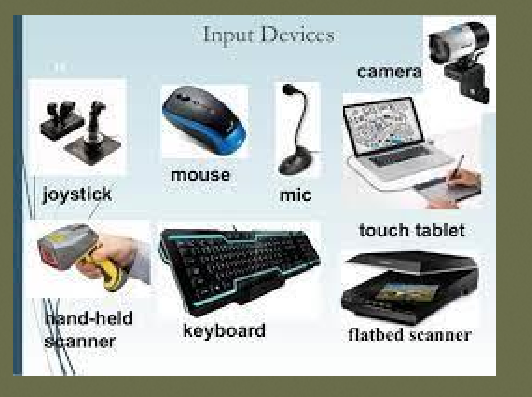 Input Devices
camera
joystick
mouse
mic
touch tablet
hand-held
scanner
keyboard
flatbed scanner